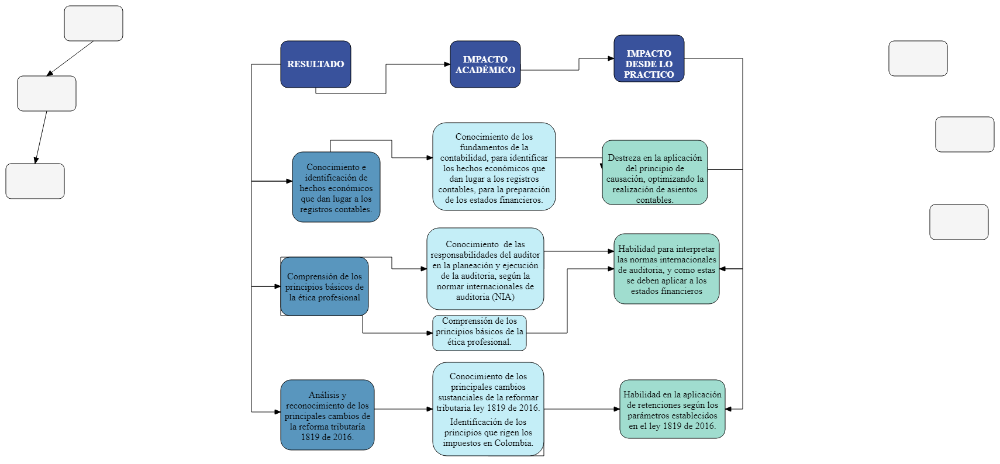 RESULTADO
IMPACTO
ACADÉMICO
IMPACTO
DESDE LO
PRACTICO
Conocimiento e
identificación de
hechos económicos
que dan lugar a los
registros contables.
Conocimiento de los
fundamentos de la
contabilidad, para identificar
los hechos económicos que
dan lugar a los registros
contables, para la preparación
de los estados financieros.
Destreza en la aplicación
del principio de
causación, optimizando la
realización de asientos
contables.
Comprensión de los
principios básicos de
la ética profesional
Conocimiento  de las
responsabilidades del auditor
en la planeación y ejecución
de la auditoria, según la
normar internacionales de
auditoria (NIA)
Comprensión de los
principios básicos de la
ética profesional.
Habilidad para interpretar
las normas internacionales
de auditoria, y como estas
se deben aplicar a los
estados financieros
Análisis y
reconocimiento de los
principales cambios de
la reforma tributaría
1819 de 2016.
Conocimiento de los
principales cambios
sustanciales de la reformar
tributaria ley 1819 de 2016.
Identificación de los
principios que rigen los
impuestos en Colombia.
Habilidad en la aplicación
de retenciones según los
parámetros establecidos
en el ley 1819 de 2016.